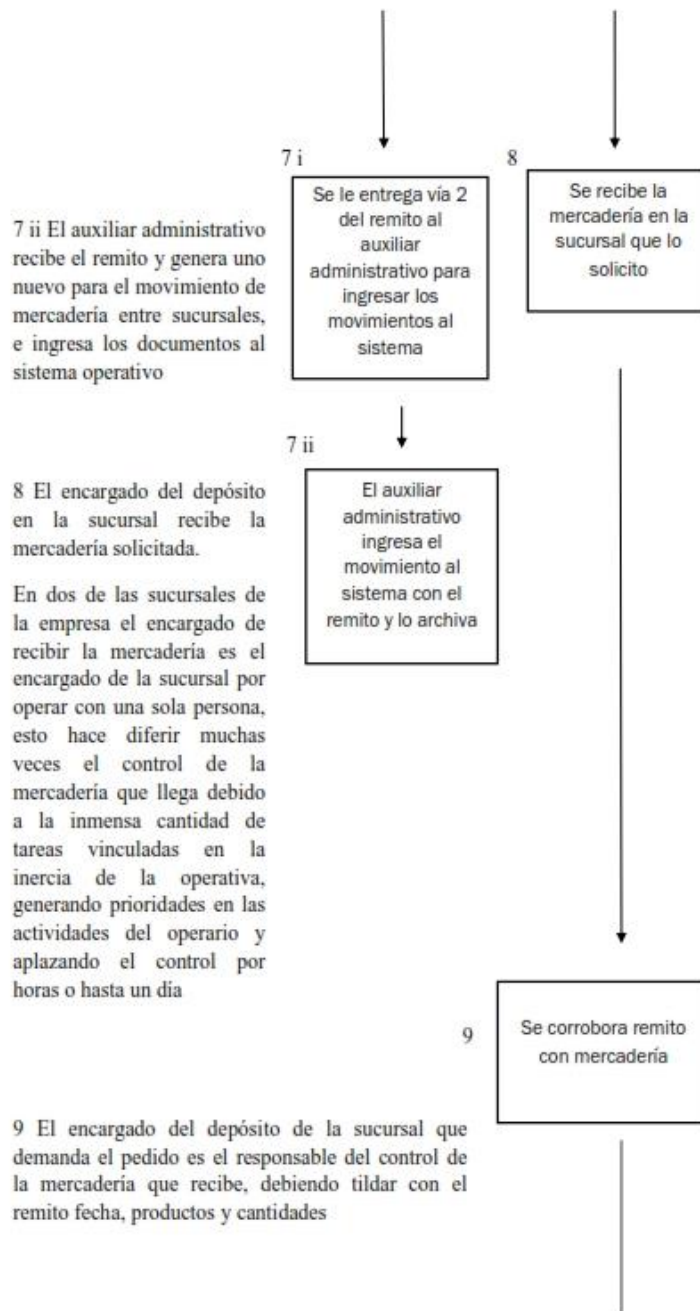 7 i
Se le entrega vía 2
del remito al
auxiliar
administrativo para
ingresar los
movimientos al
sistema
8
Se recibe la
mercadería en la
sucursal que lo
solicito
7 ii El auxiliar administrativo
recibe el remito y genera uno
nuevo para el movimiento de
mercadería entre sucursales,
e ingresa los documentos al
sistema operativo
7 ii
El auxiliar
administrativo
ingresa el
movimiento al
sistema con el
remito y lo archiva
8 El encargado del depósito
en la sucursal recibe la
mercadería solicitada.
En dos de las sucursales de
la empresa el encargado de
recibir la mercadería es el
encargado de la sucursal por
operar con una sola persona,
esto hace diferir muchas
veces el control de la
mercadería que llega debido
a la inmensa cantidad de
tareas vinculadas en la
inercia de la operativa,
generando prioridades en las
actividades del operario y
aplazando el control por
horas o hasta un día
9
Se corrobora remito
con mercadería
9 El encargado del depósito de la sucursal que
demanda el pedido es el responsable del control de
la mercadería que recibe, debiendo tildar con el
remito fecha, productos y cantidades